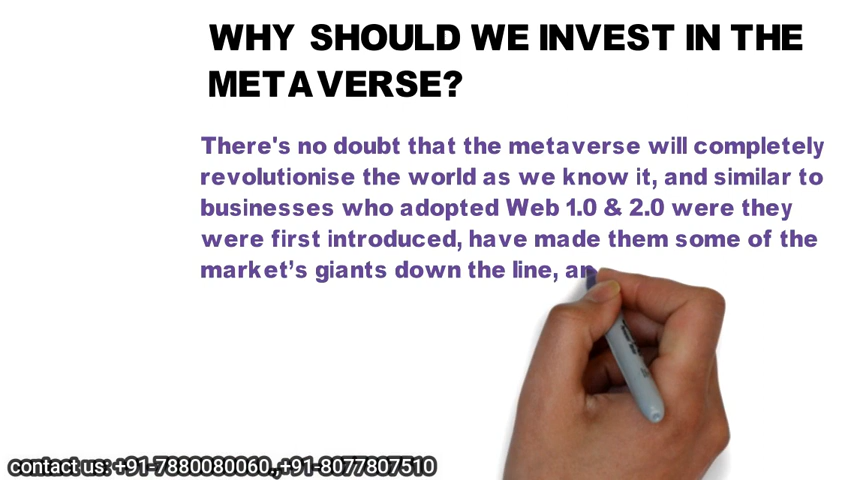 WHY SHOULD WE INVEST IN THE
METAVERSE?
There's no doubt that the metaverse will completely
revolutionise the world as we know it, and similar to
businesses who adopted Web 1.0 & 2.0 were they
were first introduced, have made them some of the
market’s giants down the line, an
contact us: +91-7880080060.,+91-8077807510